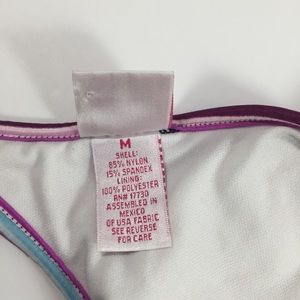 M
SHELL:
85% NYLON
15% SPANDEX
LINING:
100% POLYESTER
RN# 17730
ASSEMBLED IN
MEXICO
OF USA FABRIC
SEE REVERSE
FOR CARE